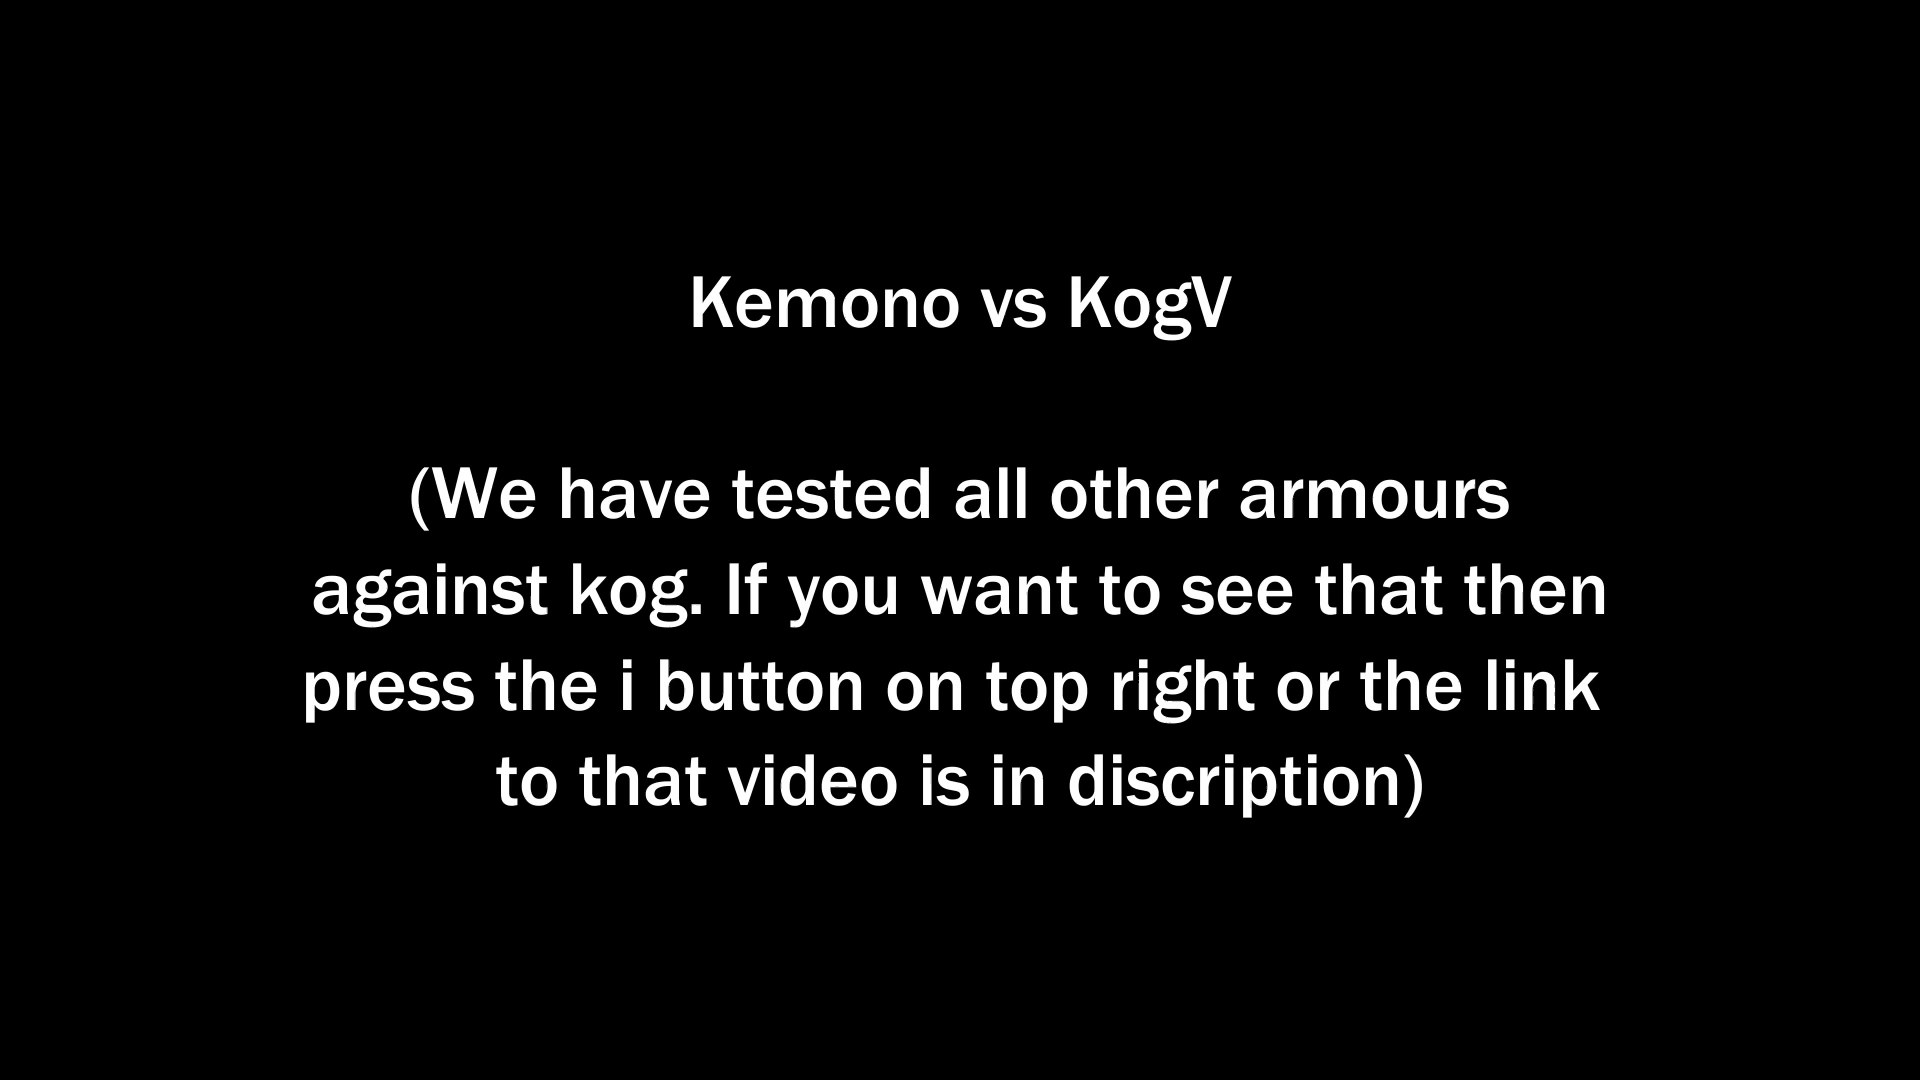 Kemono vs KogV
(We have tested all other armours
against kog. If you want to see that then
press the i button on top right or the link
to that video is in discription)